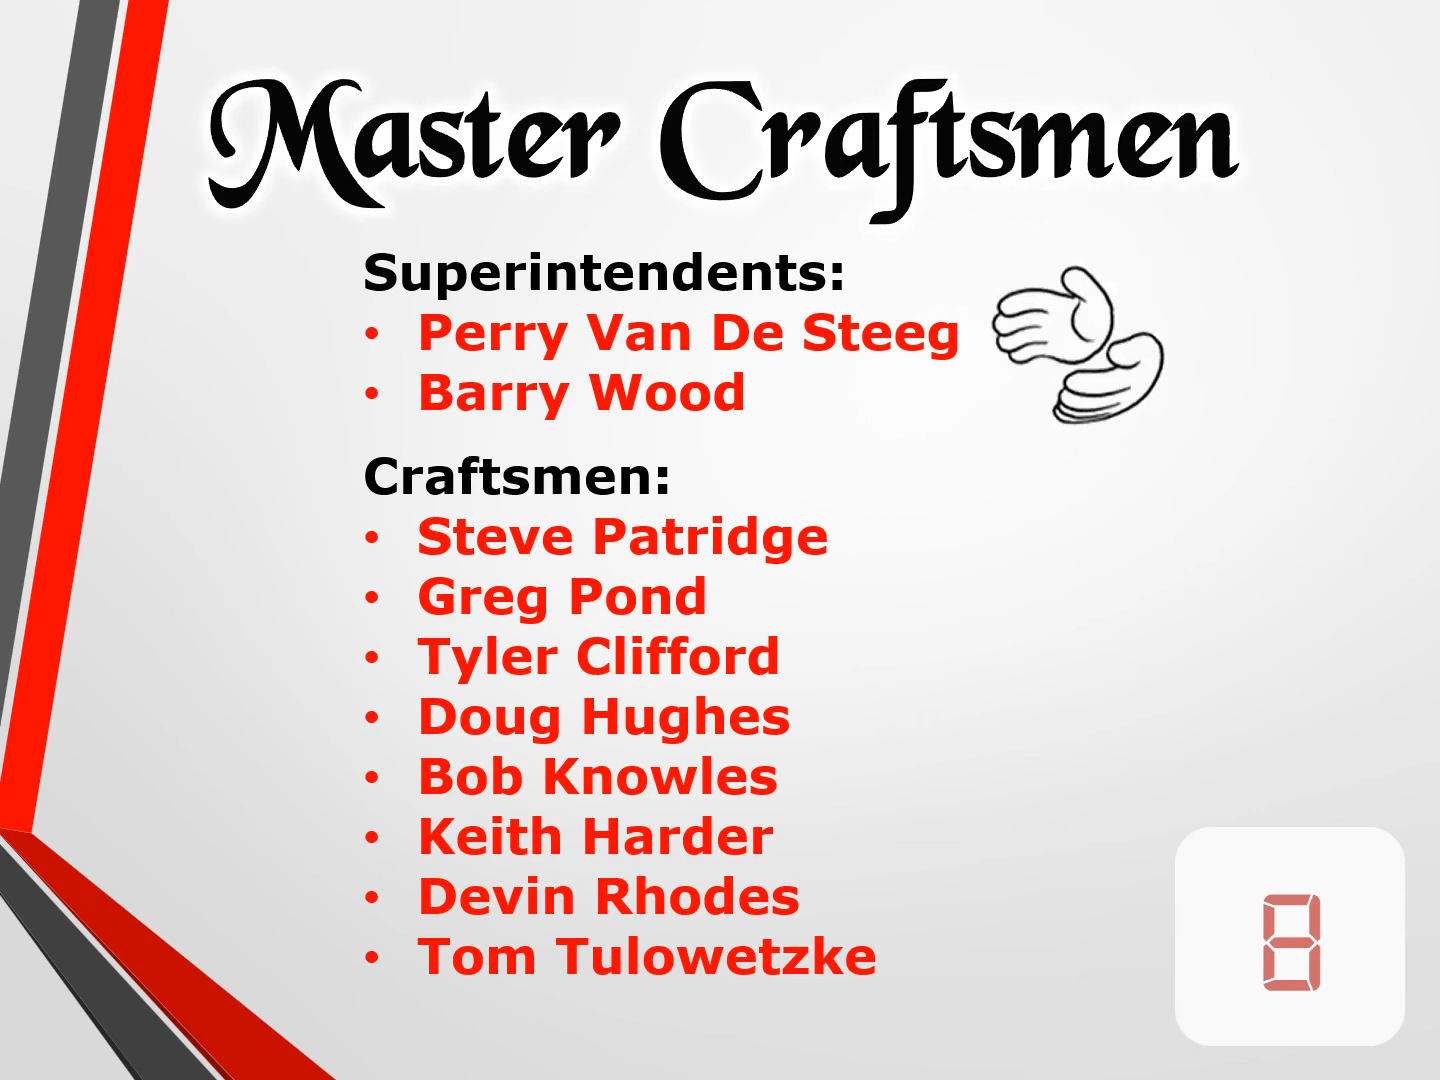 Master Craftsmen
Superintendents:
• Perry Van De Steeg
• Barry Wood
Craftsmen:
• Steve Patridge
• Greg Pond
• Tyler Clifford
• Doug Hughes
• Bob Knowles
• Keith Harder
• Devin Rhodes
• Tom Tulowetzke
8